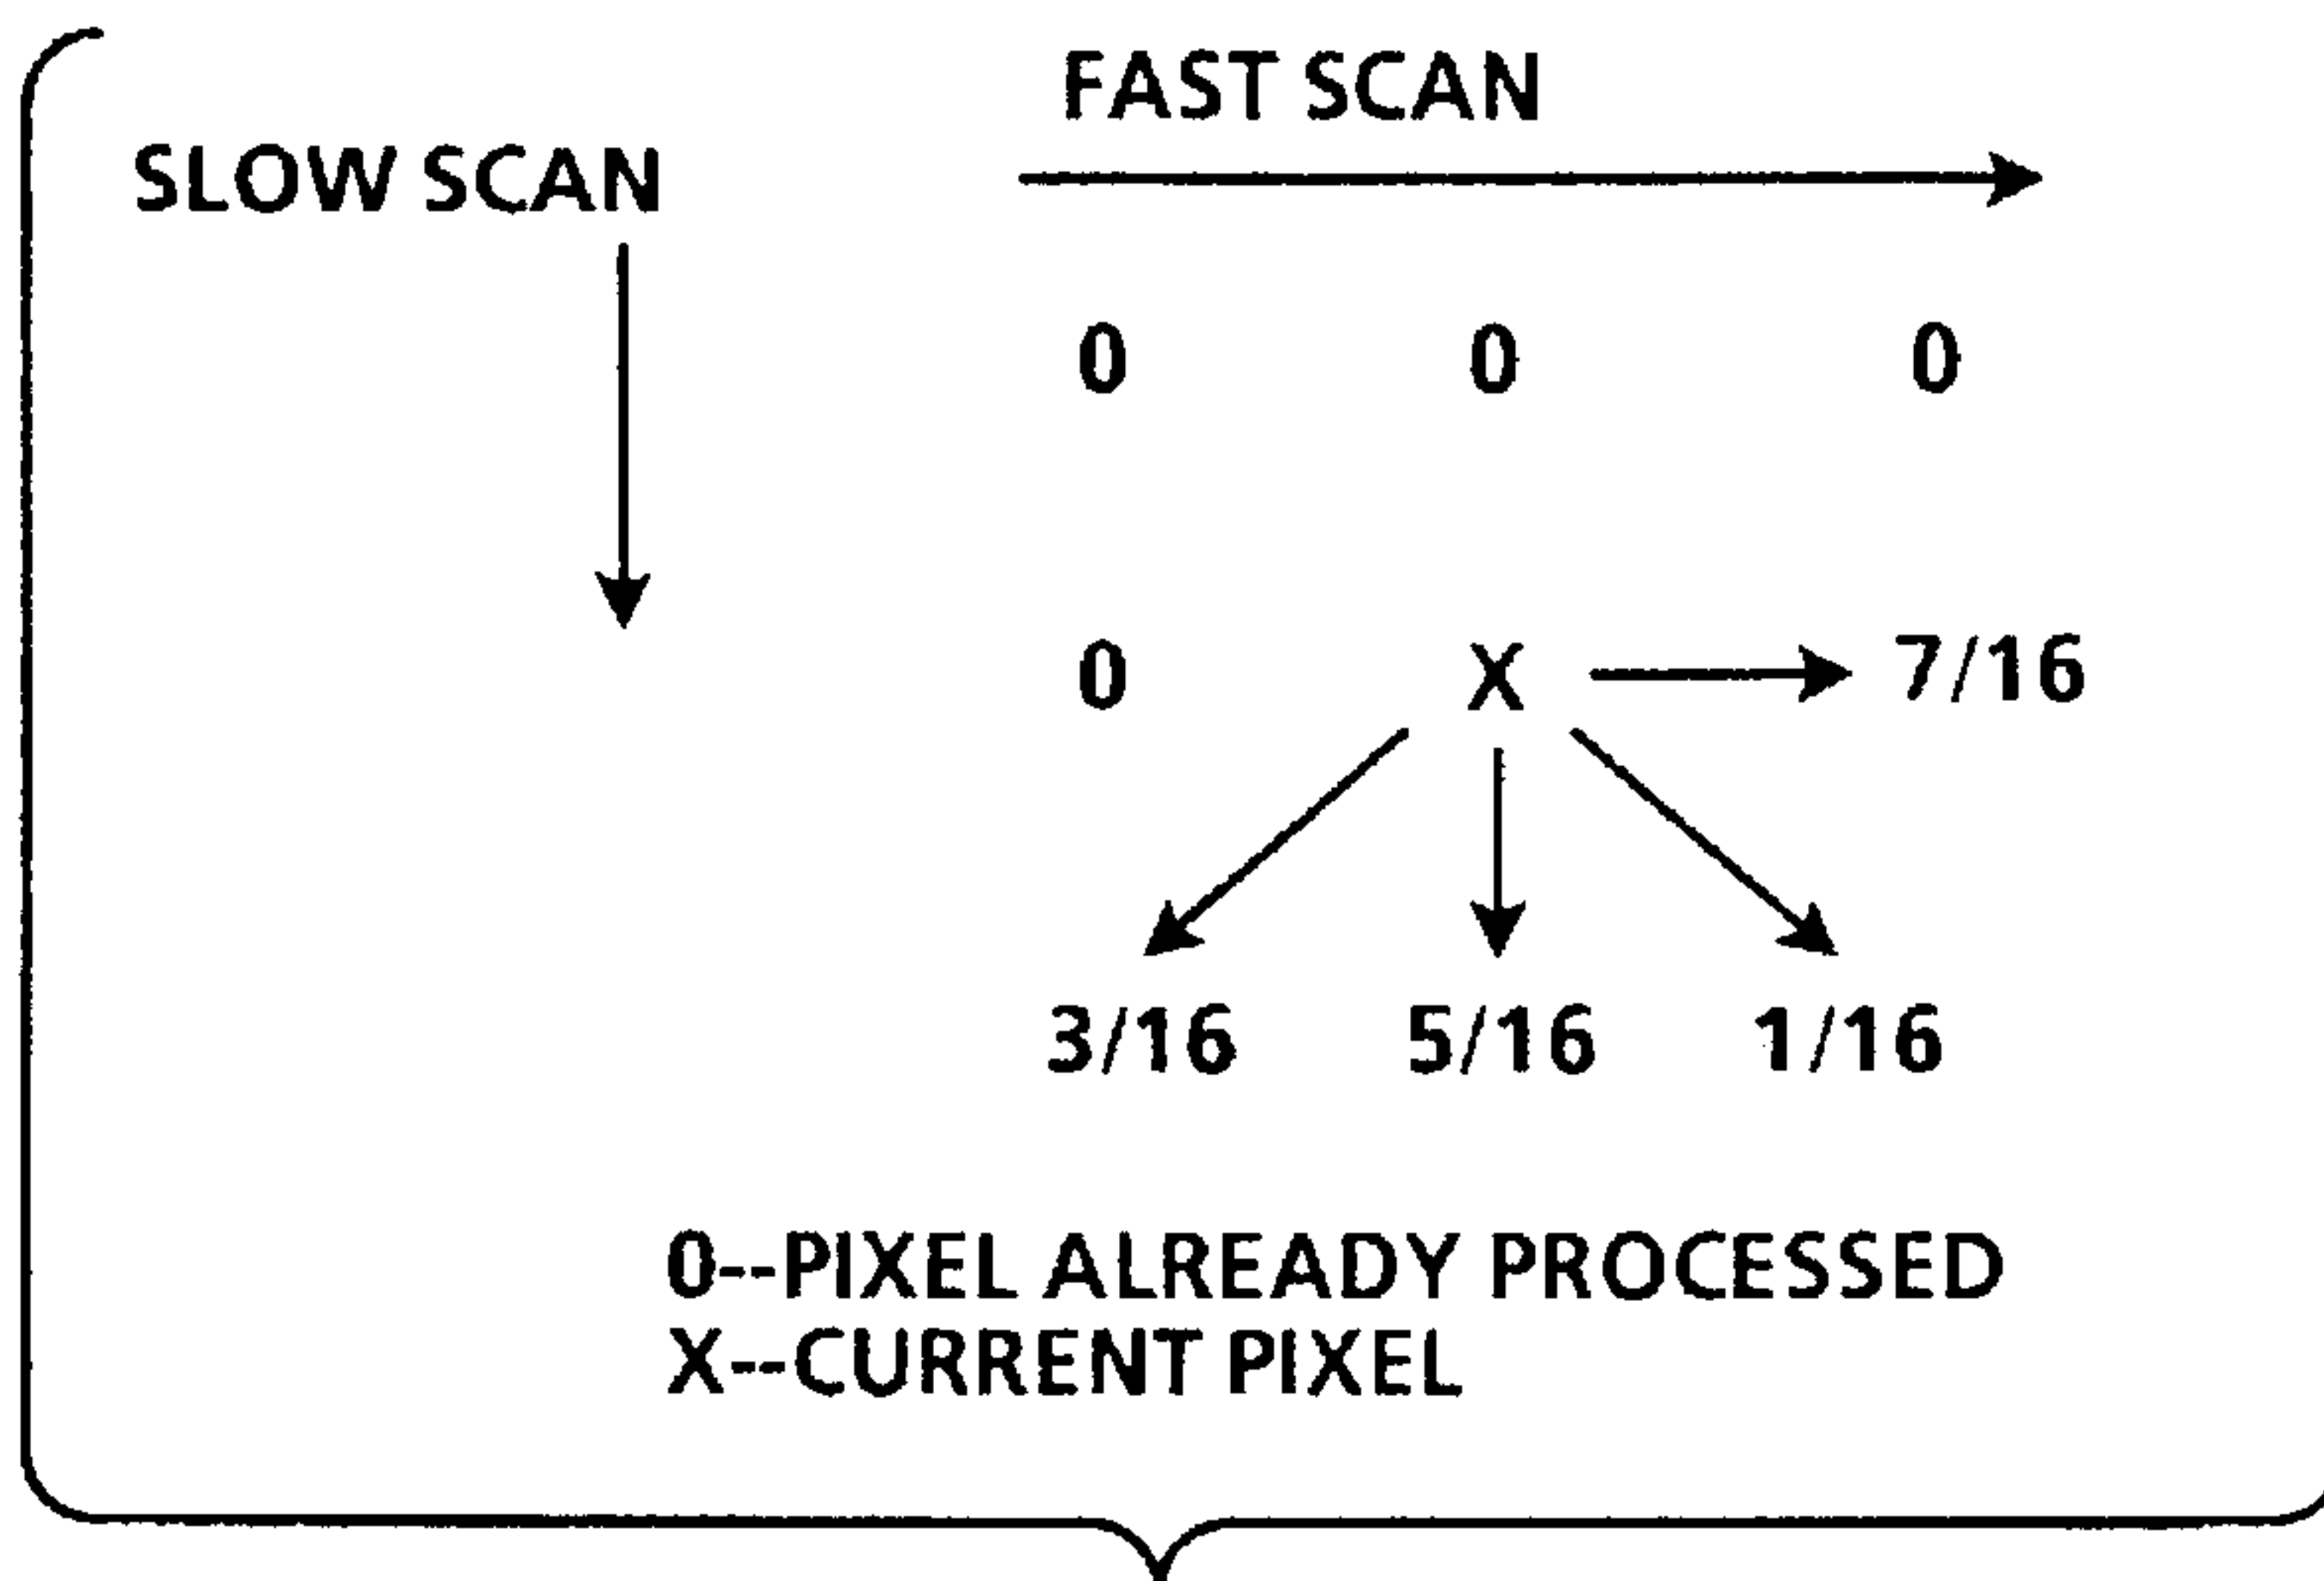 FAST SCAN
SLOW SCAN
0 0 0
0 X 7/16
3/16 5/16 1/16
0--PIXEL ALREADY PROCESSED
X--CURRENT PIXEL